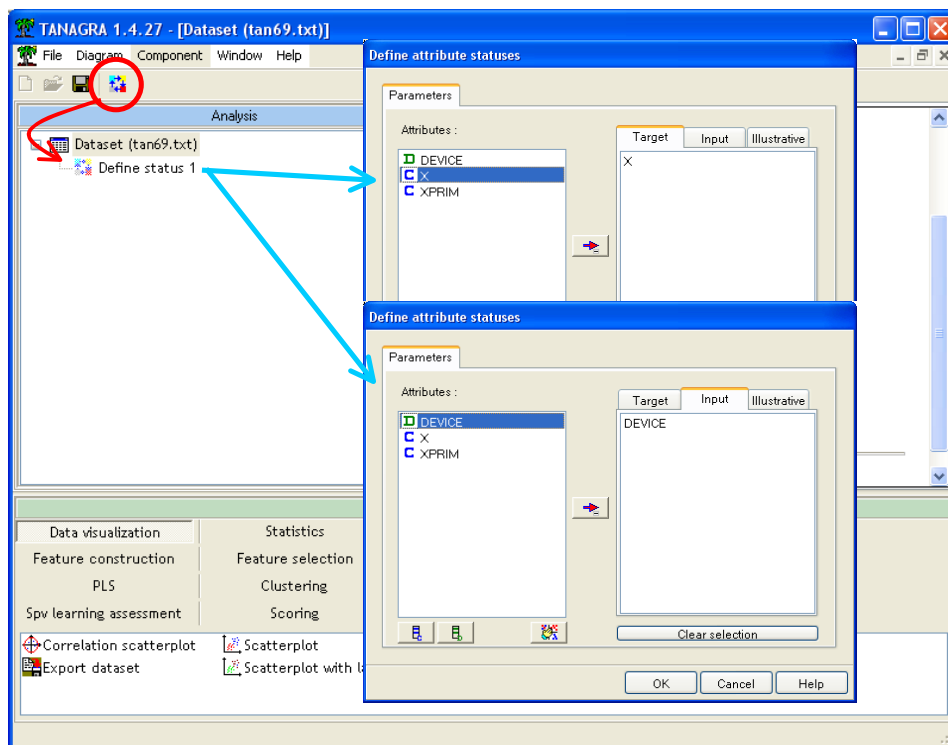 TANAGRA 1.4.27 - [Dataset (tan69.txt)]
File Diagram Component Window Help
Analysis
Dataset (tan69.txt)
Define status 1
Define attribute statuses
Parameters
Attributes :
DEVICE
X
XPRIM
Target Input Illustrative
X
Define attribute statuses
Parameters
Attributes :
DEVICE
X
XPRIM
Target Input Illustrative
DEVICE
Clear selection
OK Cancel Help
Data visualization Statistics
Feature construction Feature selection
PLS Clustering
Spv learning assessment Scoring
Correlation scatterplot Scatterplot
Export dataset Scatterplot with